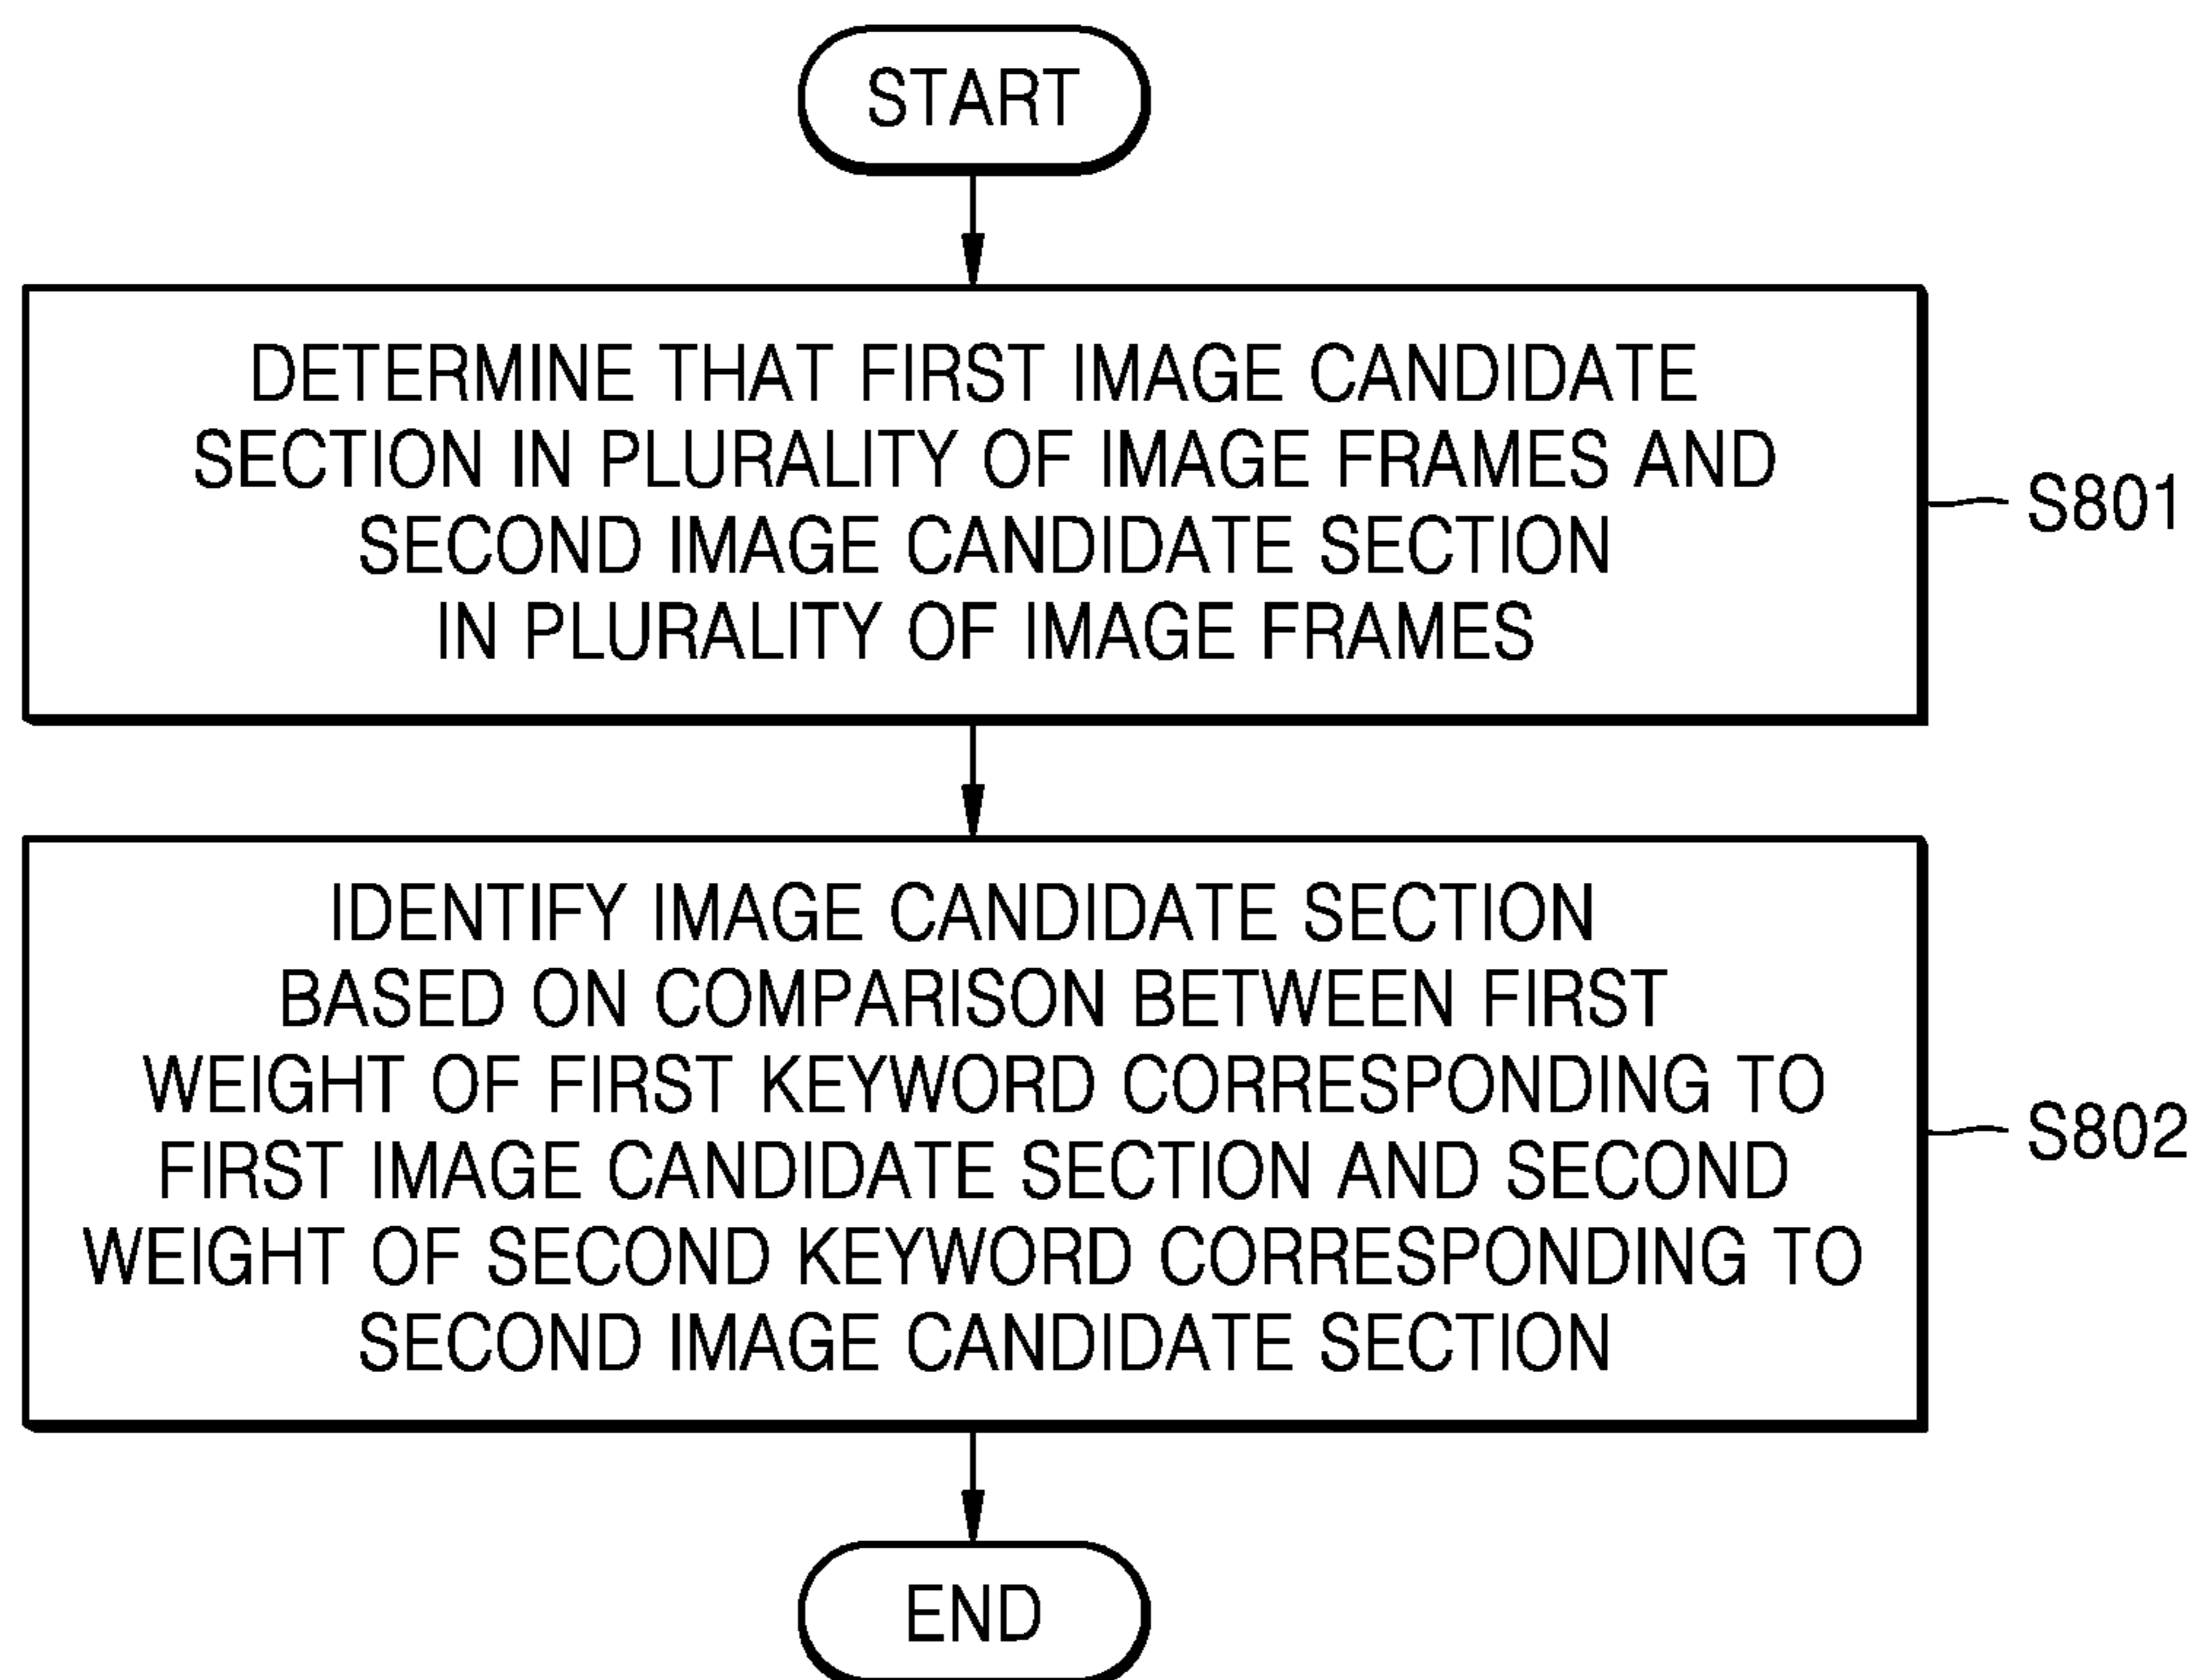 START
DETERMINE THAT FIRST IMAGE CANDIDATE
SECTION IN PLURALITY OF IMAGE FRAMES AND
SECOND IMAGE CANDIDATE SECTION
IN PLURALITY OF IMAGE FRAMES
S801
IDENTIFY IMAGE CANDIDATE SECTION
BASED ON COMPARISON BETWEEN FIRST
WEIGHT OF FIRST KEYWORD CORRESPONDING TO
FIRST IMAGE CANDIDATE SECTION AND SECOND
WEIGHT OF SECOND KEYWORD CORRESPONDING TO
SECOND IMAGE CANDIDATE SECTION
S802
END